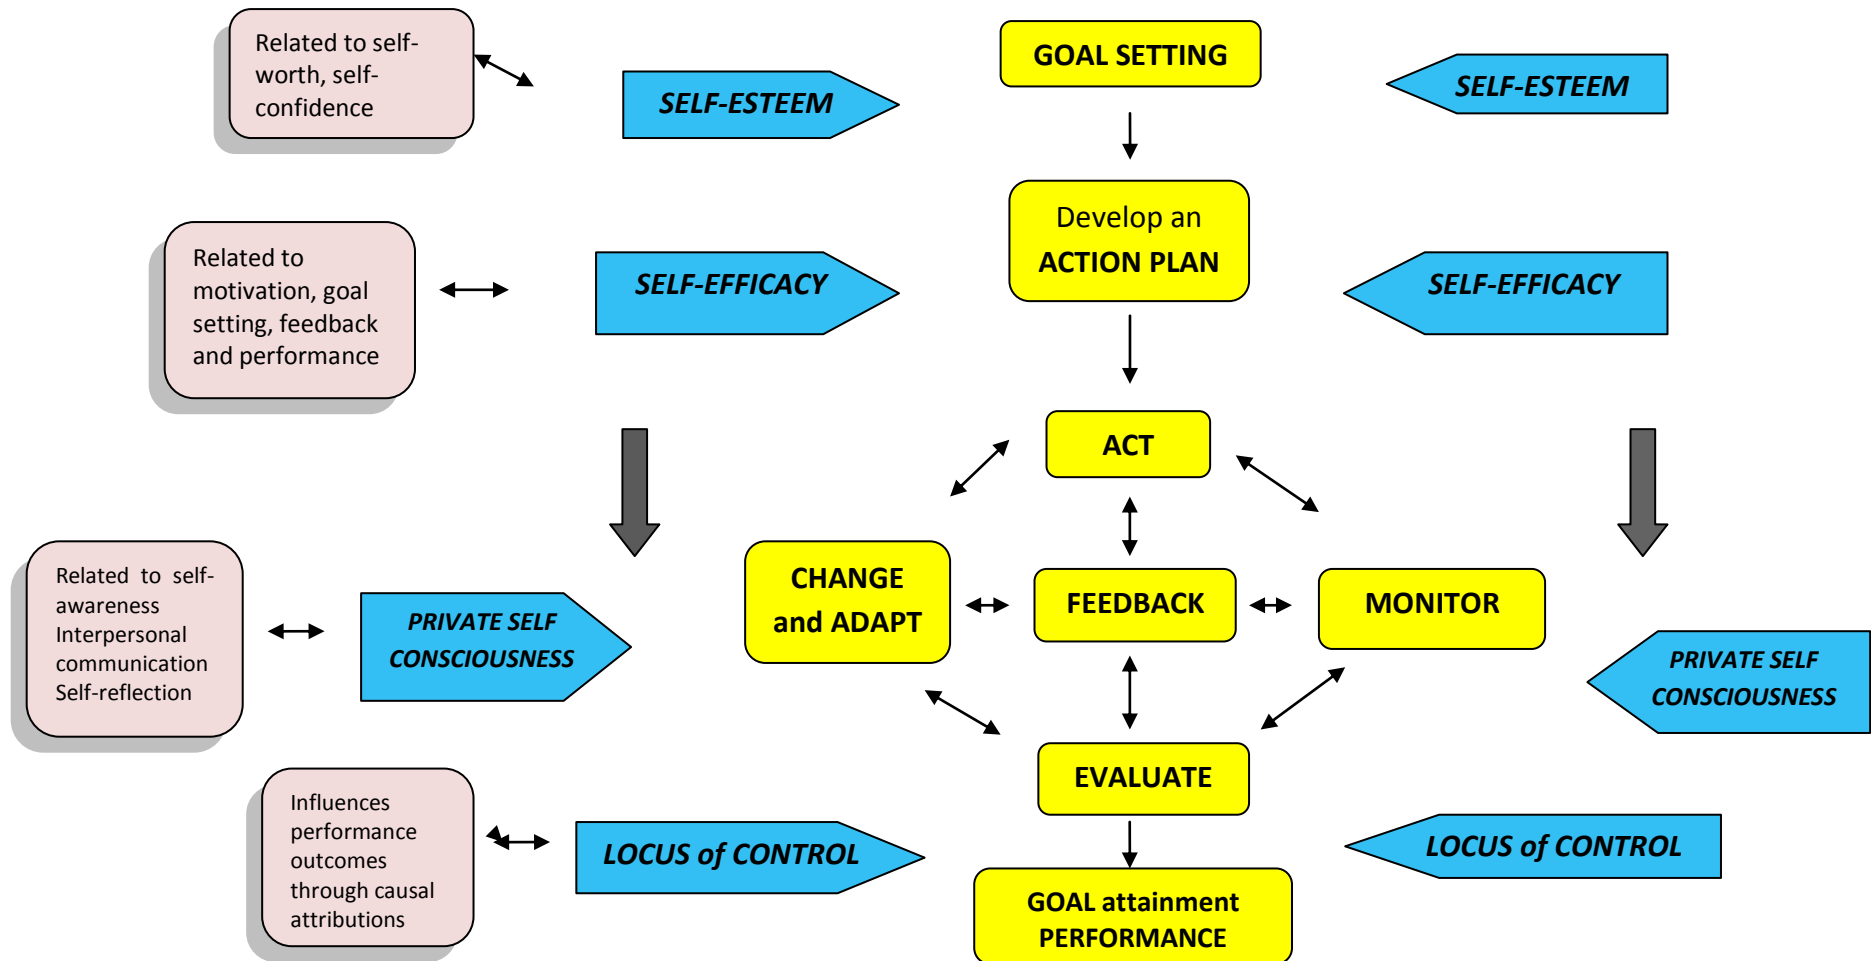 Related to self-
worth, self-
confidence
SELF-ESTEEM
GOAL SETTING
SELF-ESTEEM
Related to
motivation, goal
setting, feedback
and performance
SELF-EFFICACY
Develop an
ACTION PLAN
SELF-EFFICACY
ACT
Related to self-
awareness
Interpersonal
communication
Self-reflection
PRIVATE SELF
CONSCIOUSNESS
CHANGE
and ADAPT
FEEDBACK
MONITOR
PRIVATE SELF
CONSCIOUSNESS
EVALUATE
Influences
performance
outcomes
through causal
attributions
LOCUS of CONTROL
LOCUS of CONTROL
GOAL attainment
PERFORMANCE